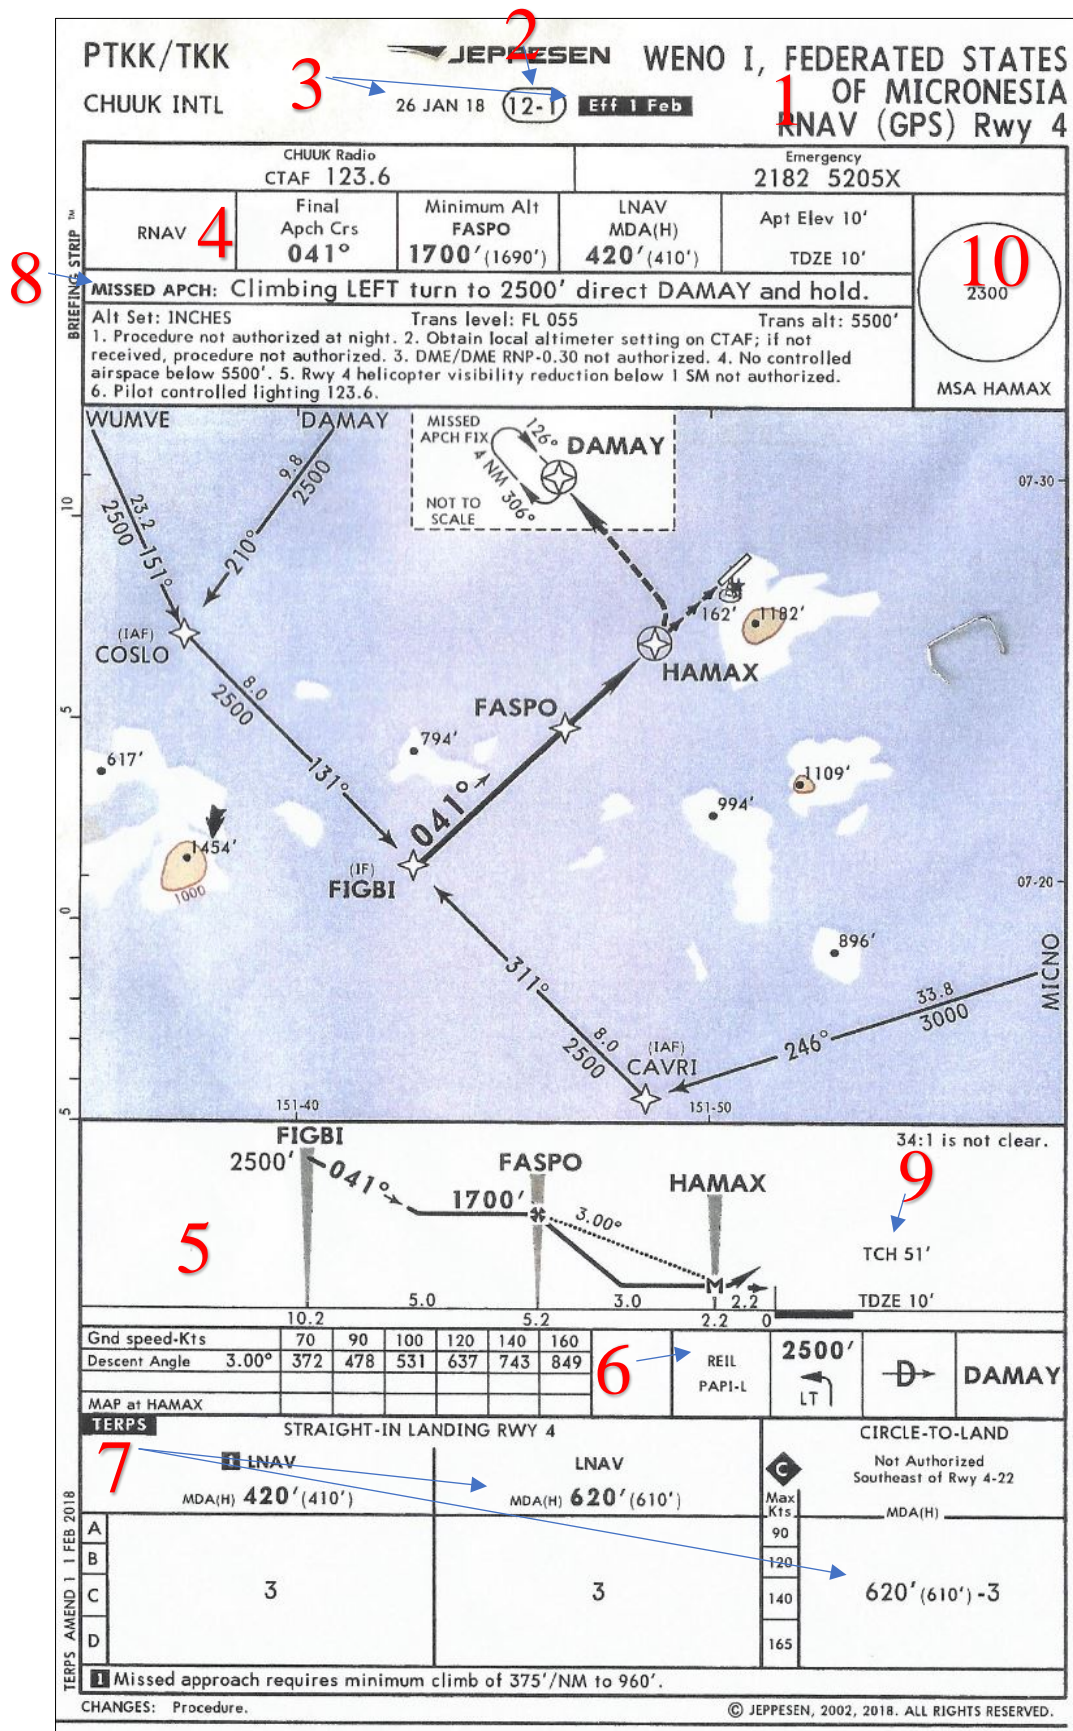 2
PTKK/TKK
JEPPESEN
WENO I, FEDERATED STATES
OF MICRONESIA
3
1
CHUUK INTL
26 JAN 18
12-1
Eff 1 Feb
RNAV (GPS) Rwy 4
CHUUK Radio
CTAF 123.6
Emergency
2182 5205X
BRIEFING STRIP TM
RNAV
4
Final
Apch Crs
041°
Minimum Alt
FASPO
1700'(1690')
LNAV
MDA(H)
420'(410')
Apt Elev 10'
TDZE 10'
10
2300
MSA HAMAX
8
MISSED APCH: Climbing LEFT turn to 2500' direct DAMAY and hold.
Alt Set: INCHES Trans level: FL 055 Trans alt: 5500'
1. Procedure not authorized at night. 2. Obtain local altimeter setting on CTAF; if not
received, procedure not authorized. 3. DME/DME RNP-0.30 not authorized. 4. No controlled
airspace below 5500'. 5. Rwy 4 helicopter visibility reduction below 1 SM not authorized.
6. Pilot controlled lighting 123.6.
WUMVE
DAMAY
MISSED
APCH FIX
126°
4 NM 306°
DAMAY
NOT TO
SCALE
07-30
10
23.2
2500
151°
9.8
2500
210°
162'
1182'
(IAF)
COSLO
HAMAX
8.0
2500
131°
FASPO
5
617'
794'
041°
1109'
994'
1454'
1000
(IF)
FIGBI
07-20
0
896'
311°
8.0
2500
MICNO
33.8
3000
246°
(IAF)
CAVRI
5
151-40
151-50
FIGBI
2500'
041°
1700'
FASPO
3.00°
HAMAX
34:1 is not clear.
9
5
TCH 51'
M
TDZE 10'
5.0
3.0
2.2
10.2
5.2
2.2
0
Gnd speed-Kts 70 90 100 120 140 160
Descent Angle 3.00° 372 478 531 637 743 849
MAP at HAMAX
6
REIL
PAPI-L
2500'
LT
D
DAMAY
TERPS
STRAIGHT-IN LANDING RWY 4
CIRCLE-TO-LAND
7
1 LNAV
MDA(H) 420'(410')
LNAV
MDA(H) 620'(610')
C
Not Authorized
Southeast of Rwy 4-22
Max
Kts
MDA(H)
A
B
C
D
3
3
90
120
140
165
620'(610')-3
TERPS AMEND 1 1 FEB 2018
1 Missed approach requires minimum climb of 375'/NM to 960'.
CHANGES: Procedure.
© JEPPESEN, 2002, 2018. ALL RIGHTS RESERVED.